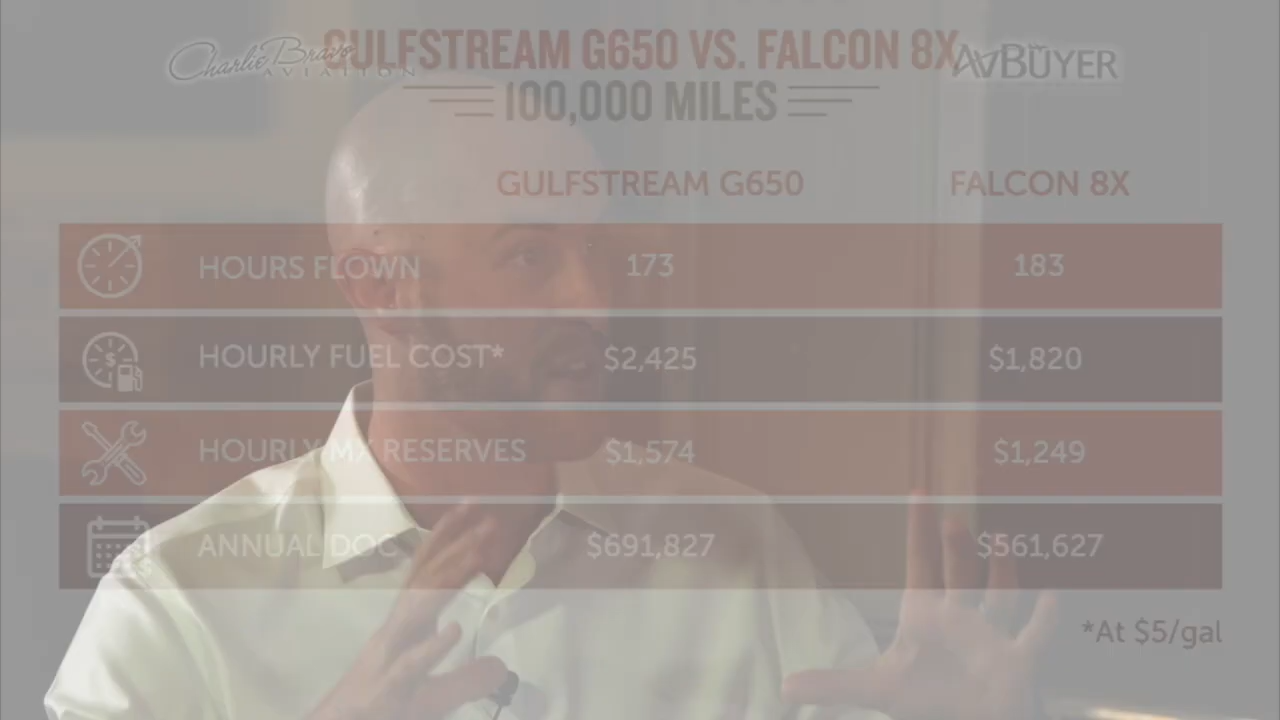 Charlie Bravo
AVIATION
GULFSTREAM G650 VS. FALCON 8X
AVBUYER
100,000 MILES
GULFSTREAM G650 FALCON 8X
HOURS FLOWN 173 183
HOURLY FUEL COST* $2,425 $1,820
HOURLY MX RESERVES $1,574 $1,249
ANNUAL DOC $691,827 $561,627
*At $5/gal